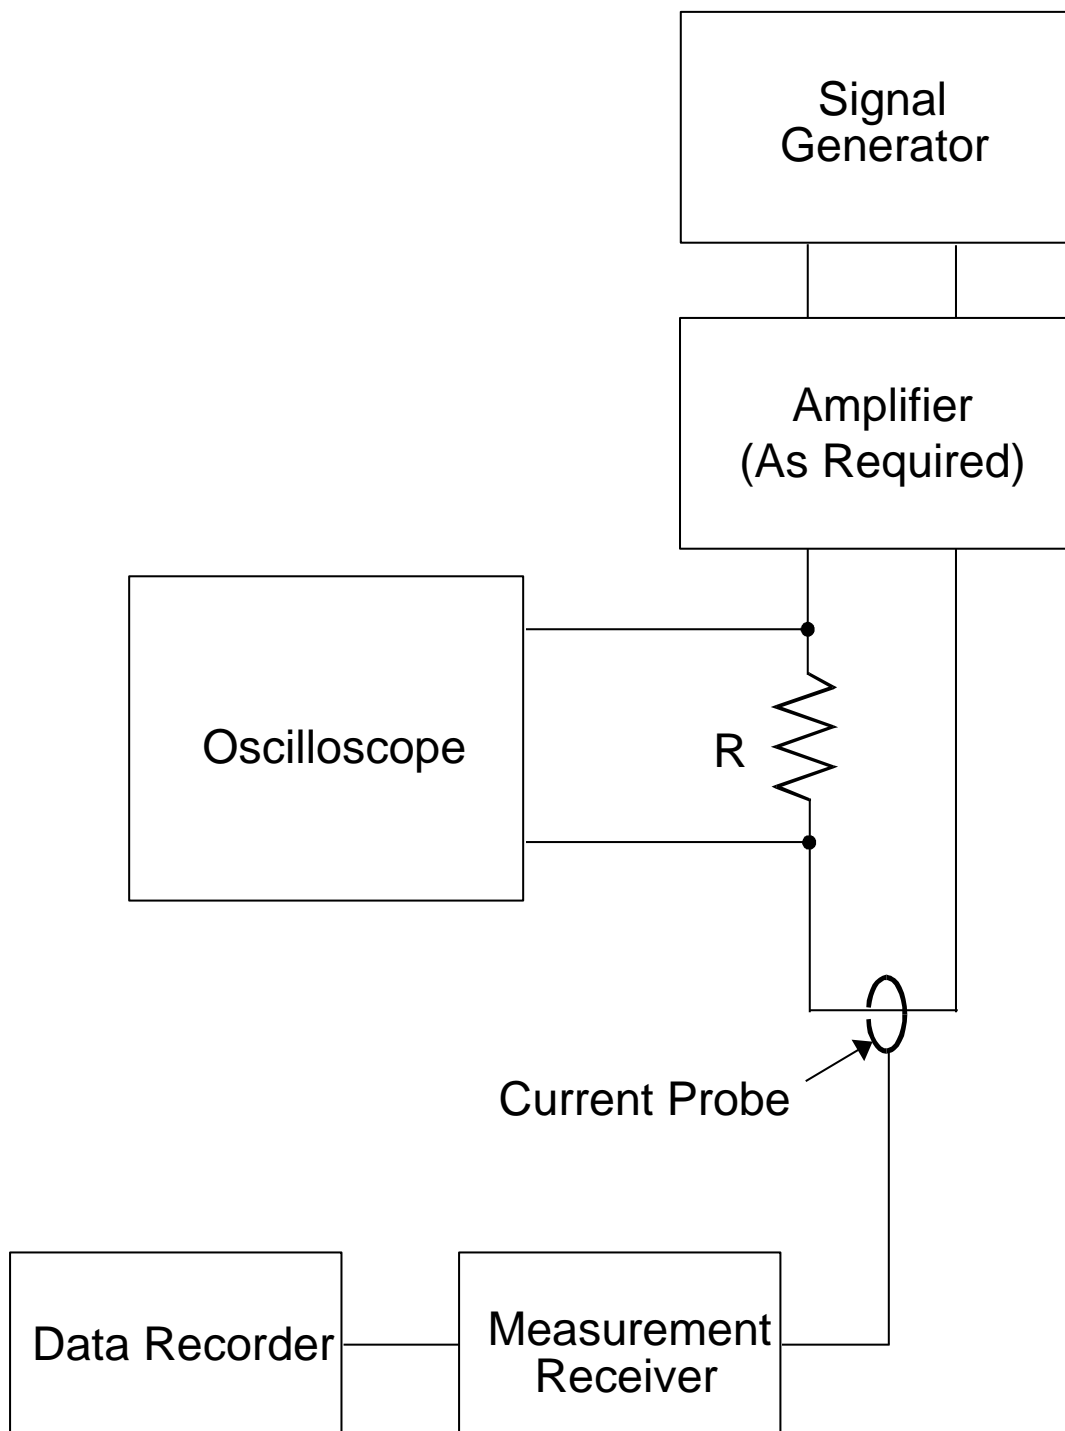 Signal
Generator
Amplifier
(As Required)
Oscilloscope
R
Current Probe
Data Recorder
Measurement
Receiver